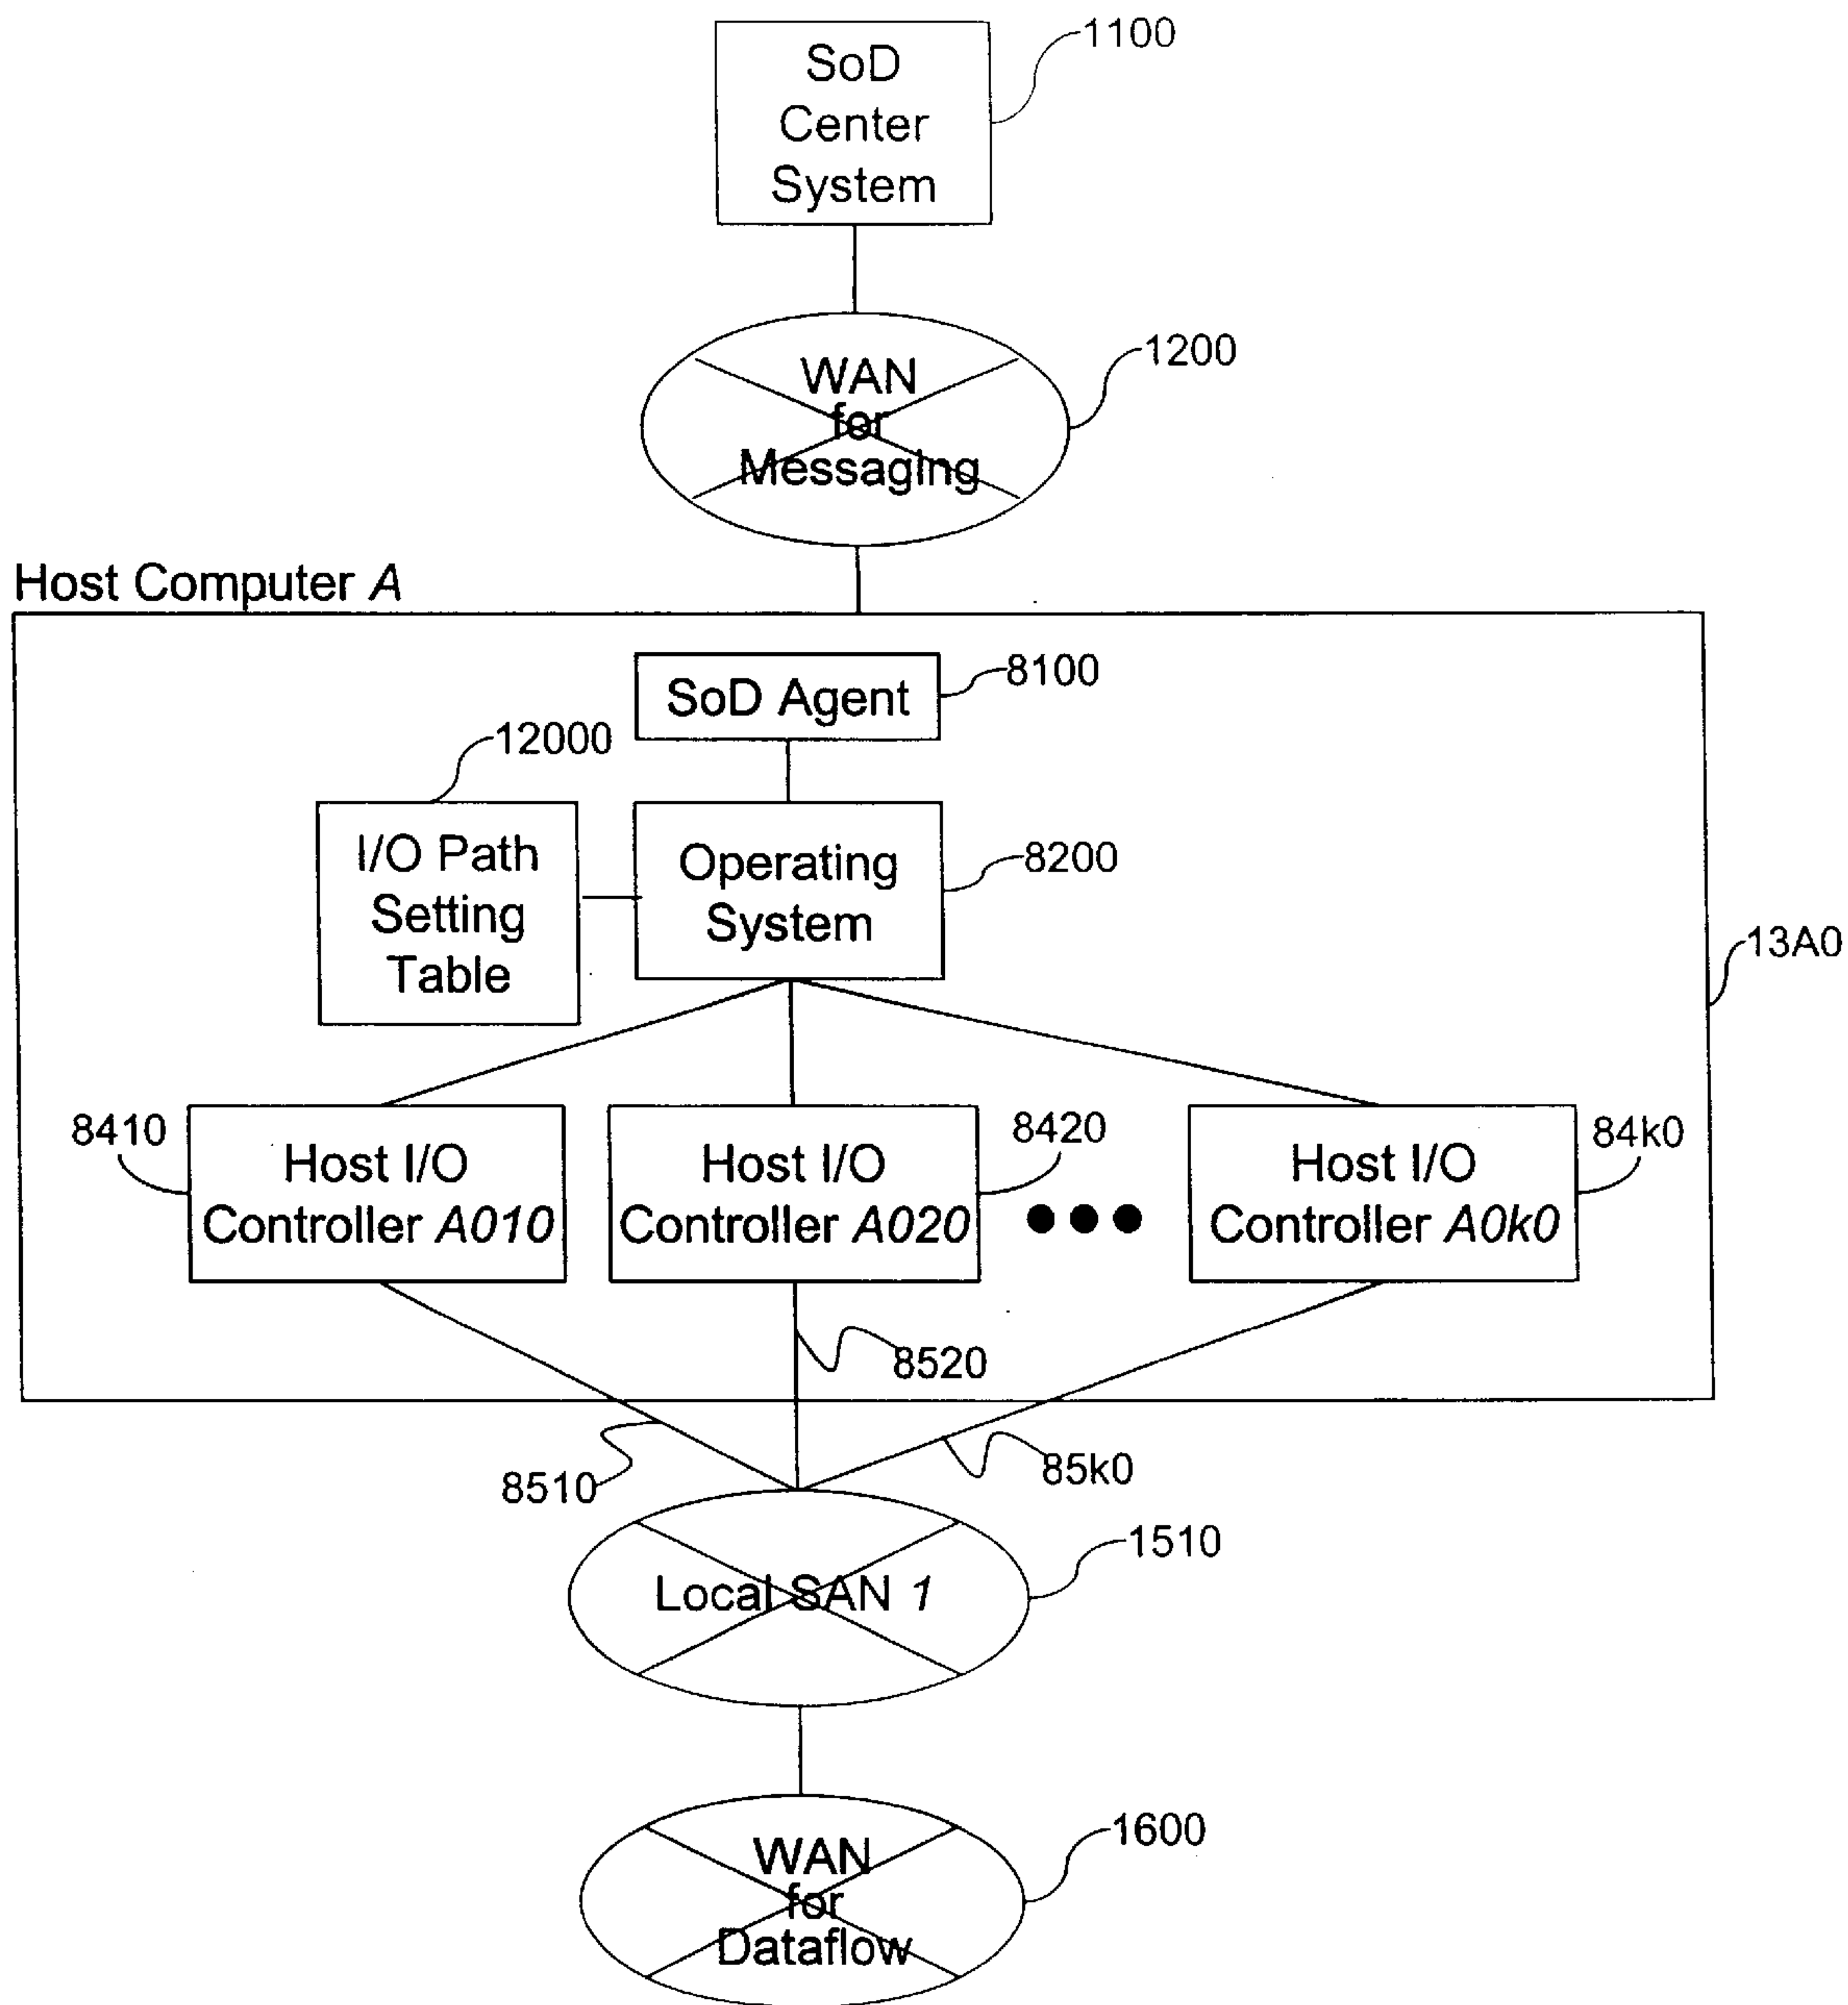 SoD
Center
System
1100
WAN
for
Messaging
1200
Host Computer A
SoD Agent
8100
12000
I/O Path
Setting
Table
Operating
System
8200
13A0
8410
Host I/O
Controller A010
Host I/O
Controller A020
8420
Host I/O
Controller A0k0
84k0
8520
8510
85k0
Local SAN 1
1510
WAN
for
Dataflow
1600